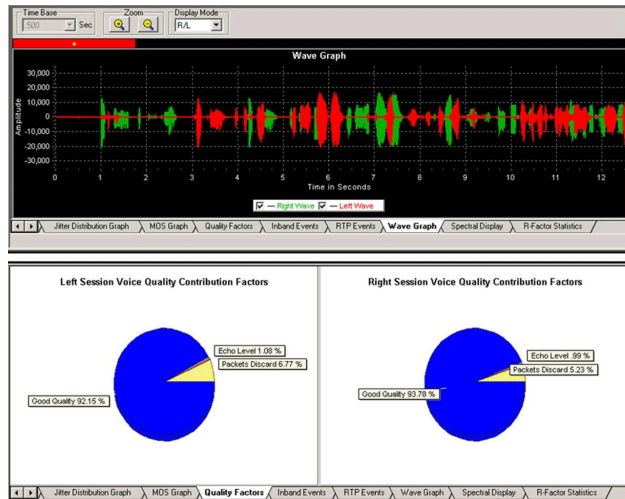 Time Base
.500
Sec
Zoom
Display Mode
R/L
Wave Graph
Amplitude
30,000
20,000
10,000
0
-10,000
-20,000
-30,000
0 1 2 3 4 5 6 7 8 9 10 11 12
Time in Seconds
Right Wave Left Wave
Jitter Distribution Graph MOS Graph Quality Factors Inband Events RTP Events Wave Graph Spectral Display R-Factor Statistics
Left Session Voice Quality Contribution Factors
Echo Level 1.08 %
Packets Discard 6.77 %
Good Quality 92.15 %
Right Session Voice Quality Contribution Factors
Echo Level .99 %
Packets Discard 5.23 %
Good Quality 93.78 %
Jitter Distribution Graph MOS Graph Quality Factors Inband Events RTP Events Wave Graph Spectral Display R-Factor Statistics